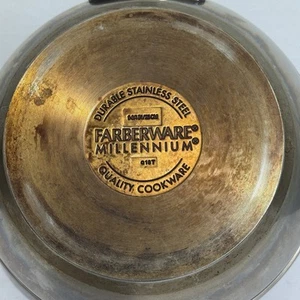 DURABLE STAINLESS STEEL
FARBERWARE®
MILLENNIUM®
QUALITY COOKWARE